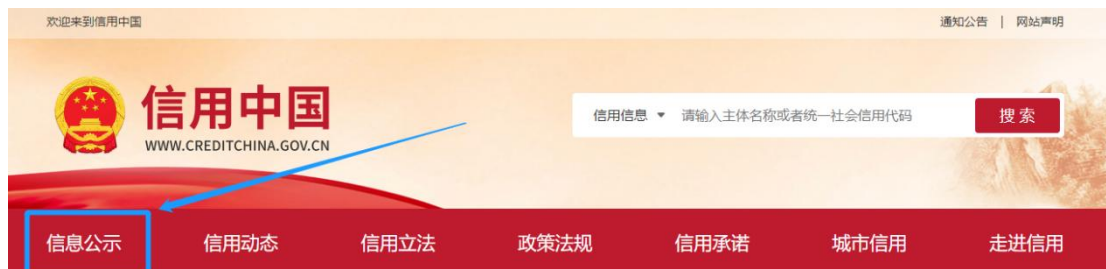 欢迎来到信用中国
通知公告 | 网站声明
信用中国
WWW.CREDITCHINA.GOV.CN
信用信息 请输入主体名称或者统一社会信用代码 搜索
信息公示 信用动态 信用立法 政策法规 信用承诺 城市信用 走进信用